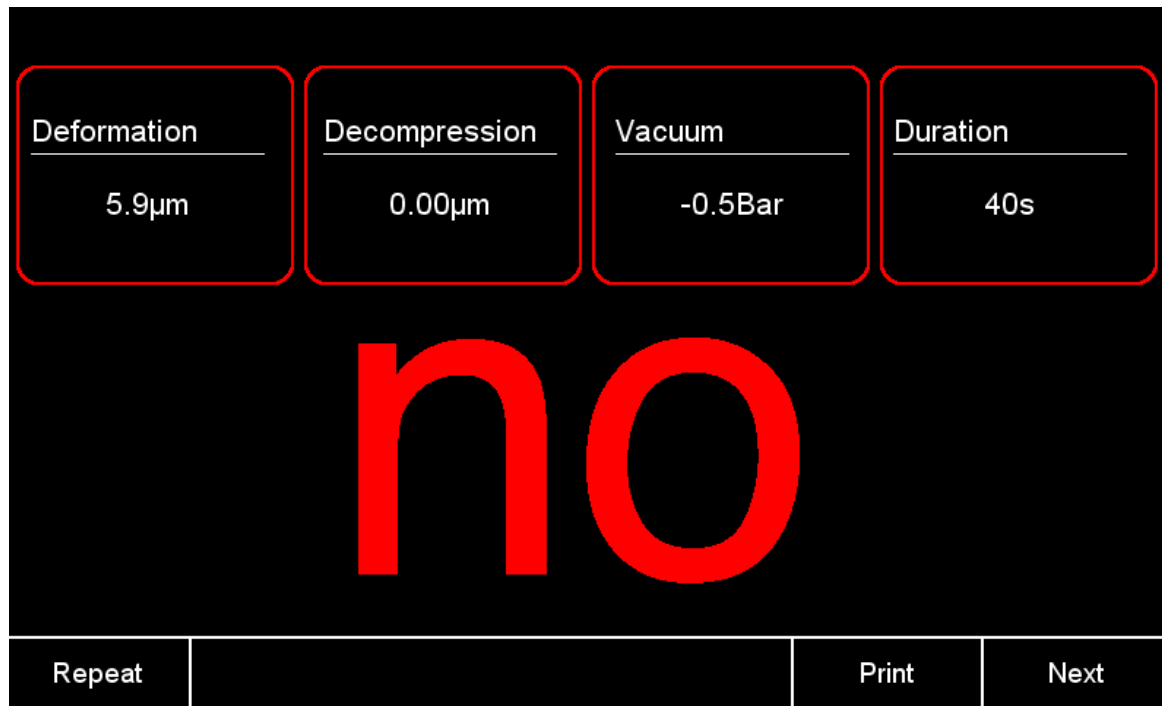 Deformation Decompression Vacuum Duration
5.9µm 0.00µm -0.5Bar 40s
no
Repeat Print Next